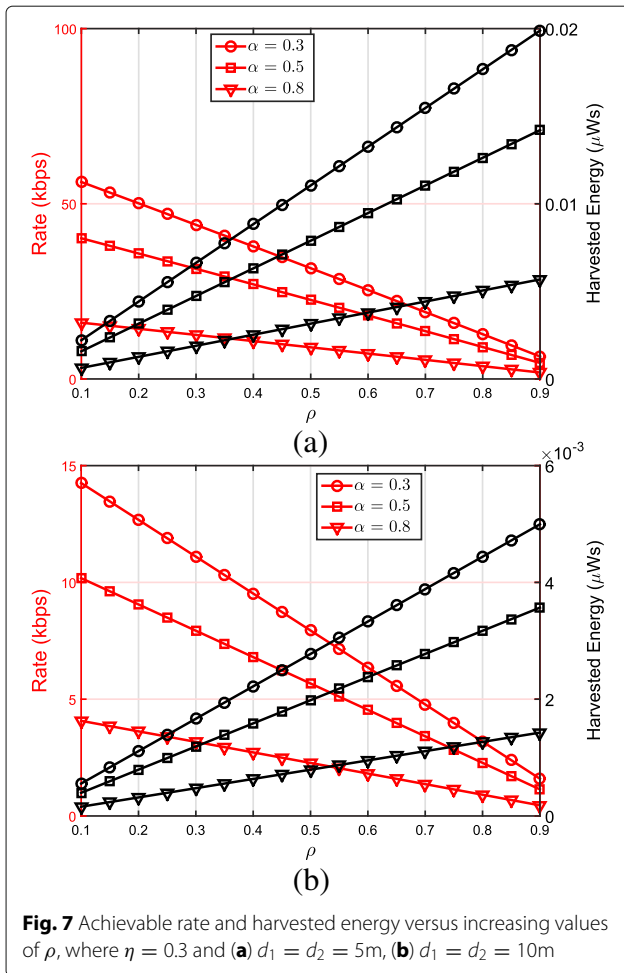 100
0.02
α = 0.3
α = 0.5
α = 0.8
Rate (kbps)
50
0.01
Harvested Energy (μWs)
0
0
0.1 0.2 0.3 0.4 0.5 0.6 0.7 0.8 0.9
ρ
(a)
15
6 ×10⁻³
α = 0.3
α = 0.5
α = 0.8
10
4
Rate (kbps)
Harvested Energy (μWs)
5
2
0
0
0.1 0.2 0.3 0.4 0.5 0.6 0.7 0.8 0.9
ρ
(b)
Fig. 7 Achievable rate and harvested energy versus increasing values
of ρ, where η = 0.3 and (a) d₁ = d₂ = 5m, (b) d₁ = d₂ = 10m